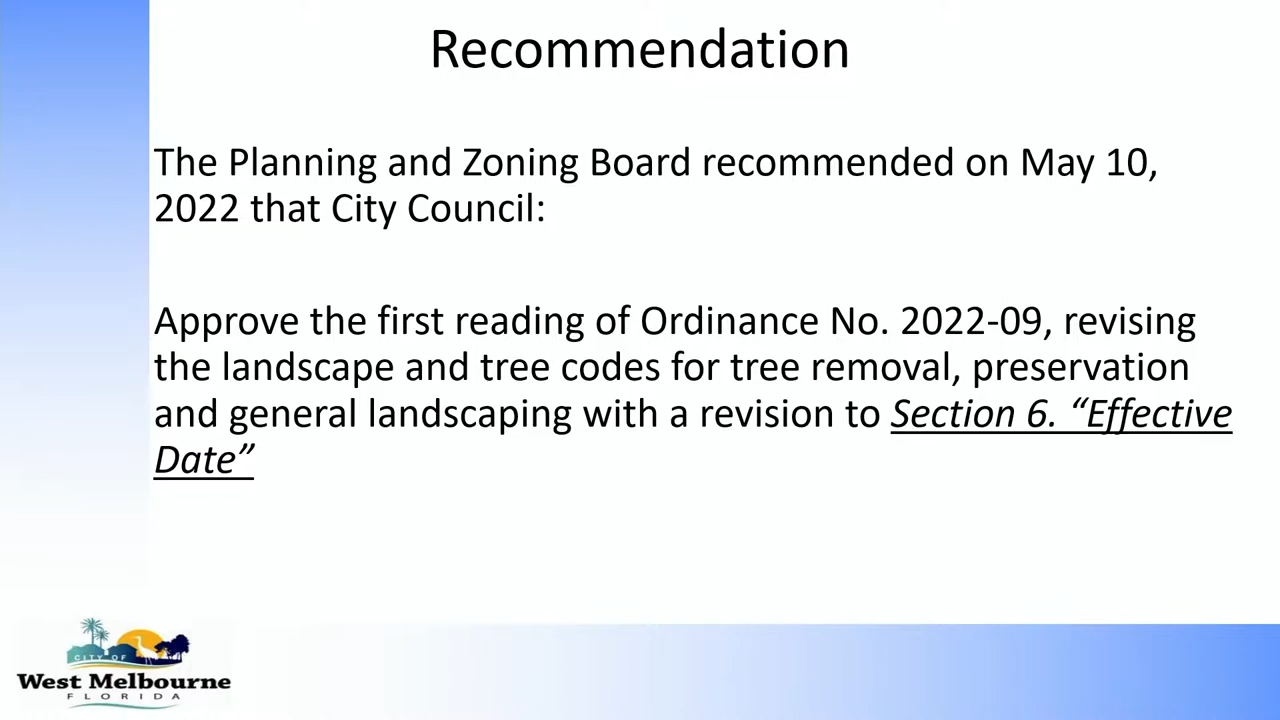 Recommendation
The Planning and Zoning Board recommended on May 10,
2022 that City Council:
Approve the first reading of Ordinance No. 2022-09, revising
the landscape and tree codes for tree removal, preservation
and general landscaping with a revision to Section 6. “Effective
Date”
CITY OF
West Melbourne
FLORIDA